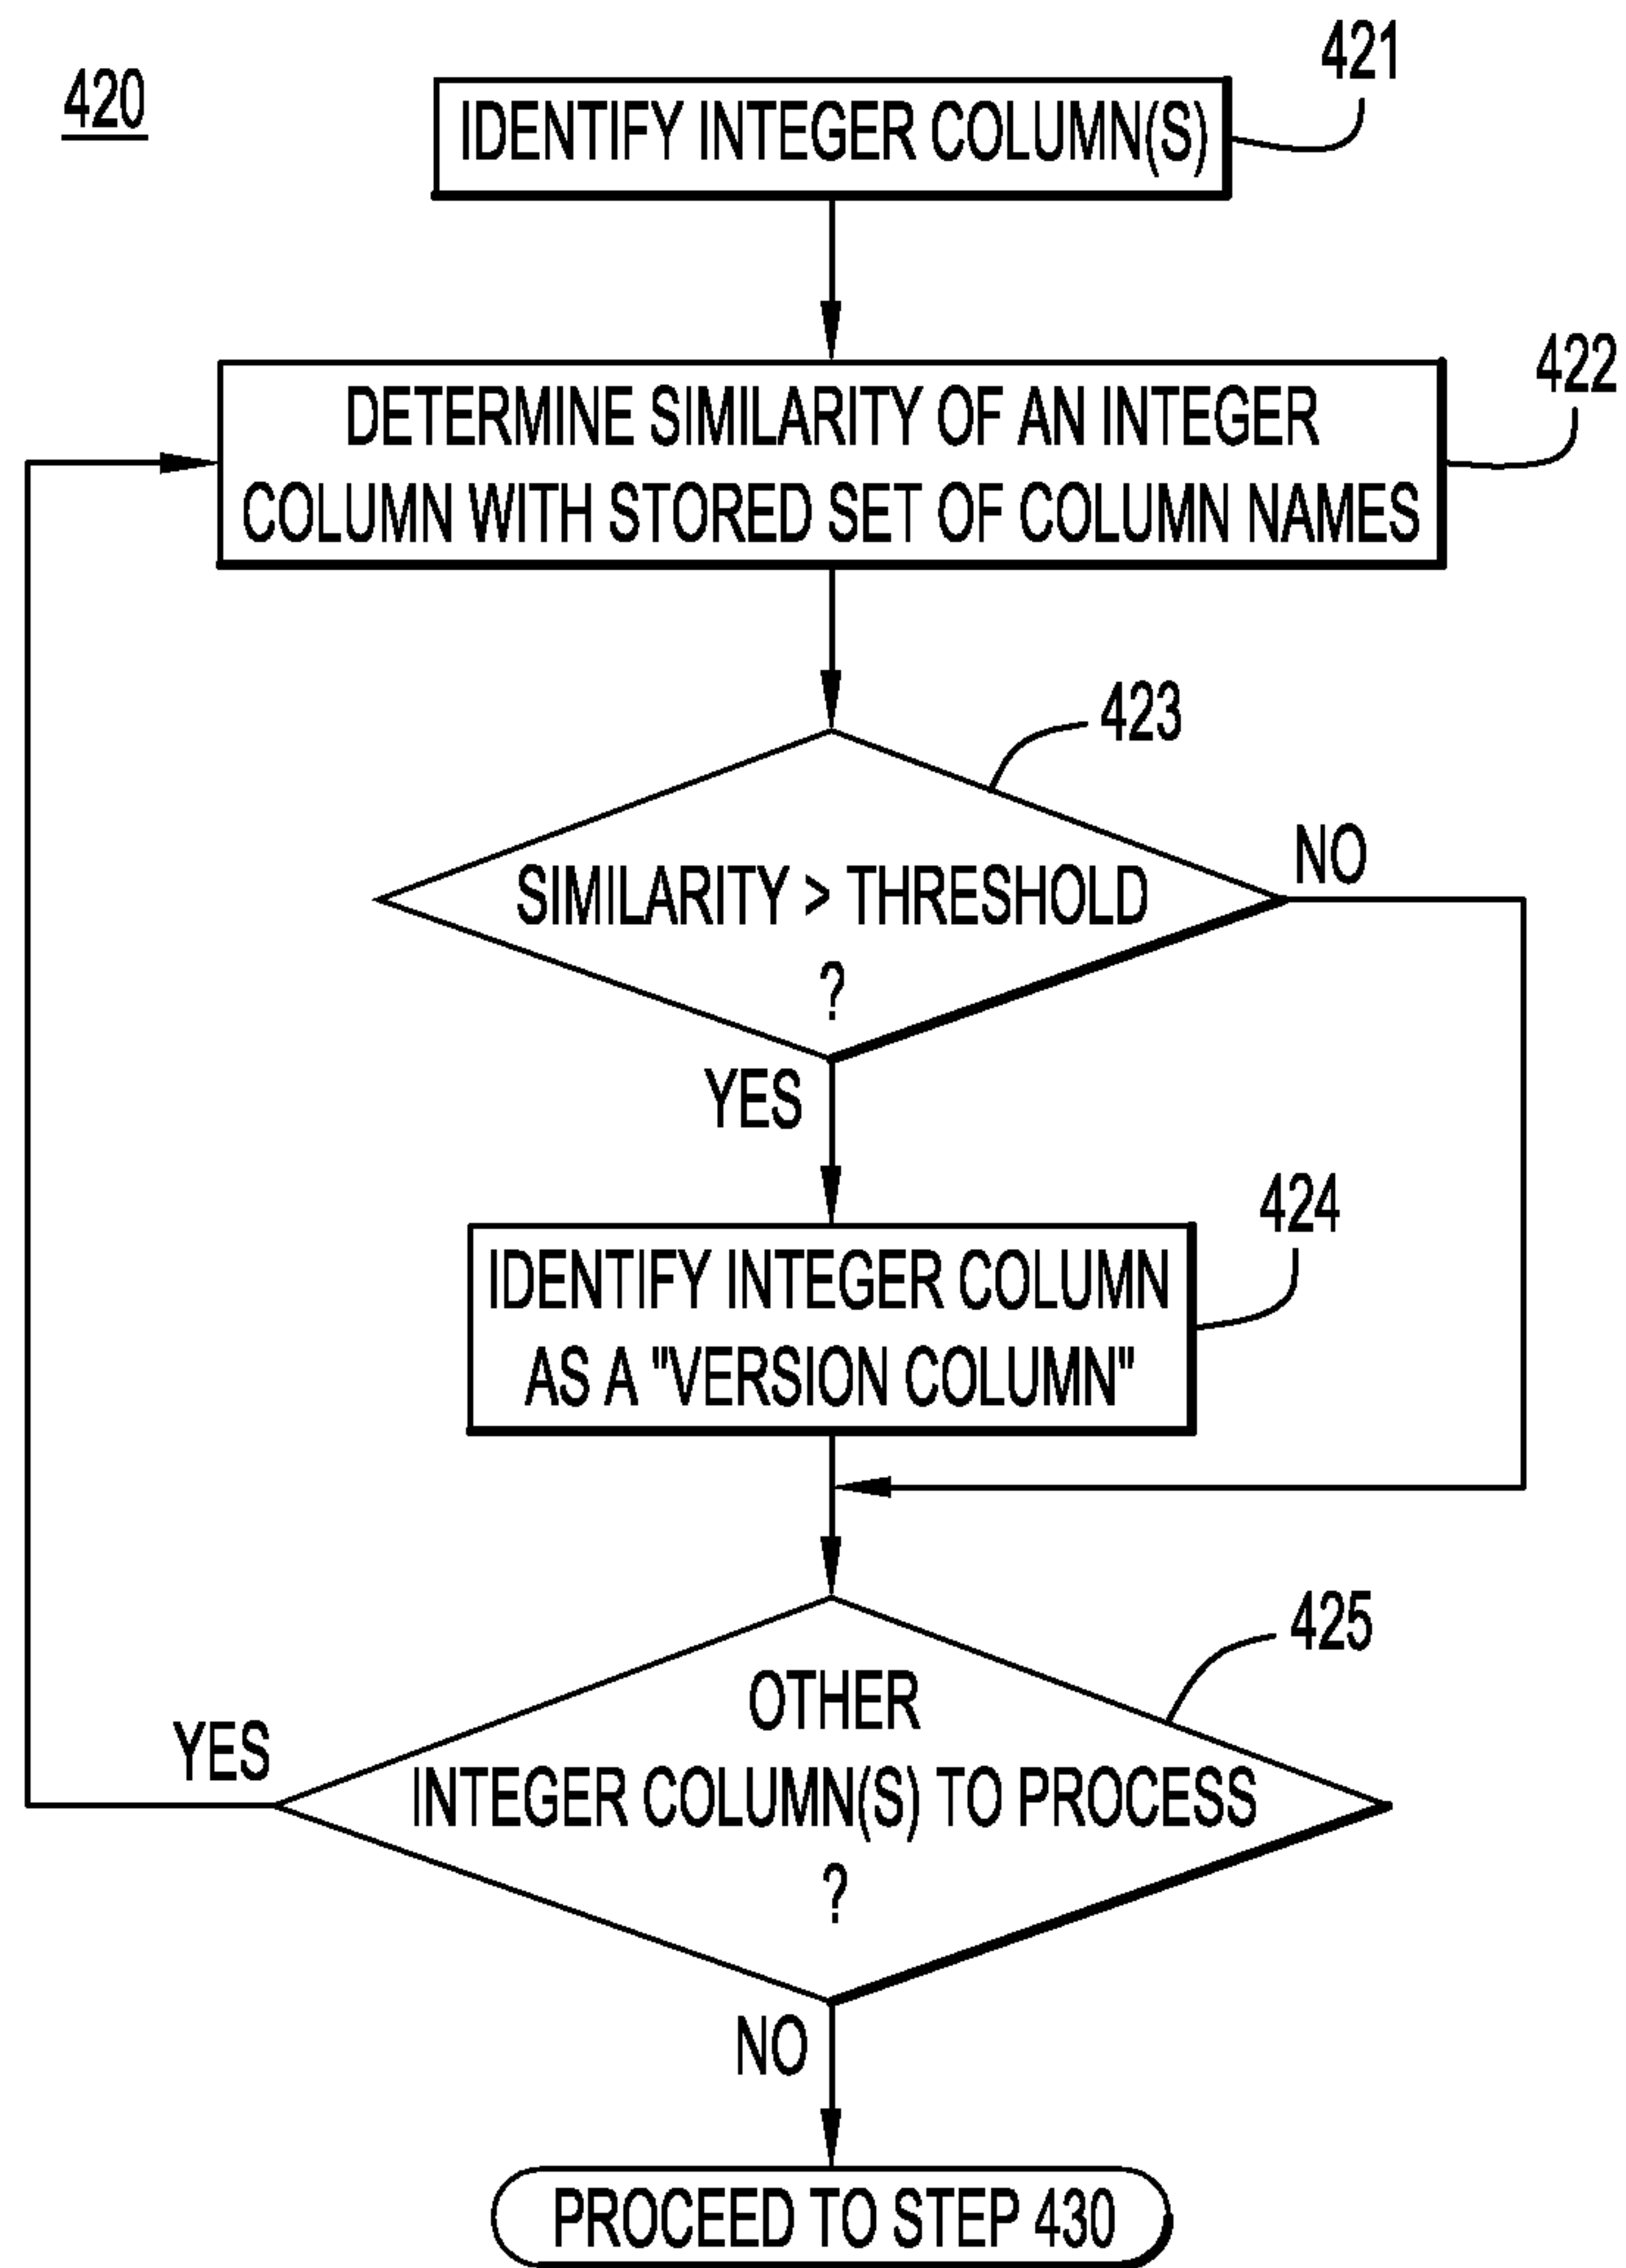 420
421
IDENTIFY INTEGER COLUMN(S)
422
DETERMINE SIMILARITY OF AN INTEGER
COLUMN WITH STORED SET OF COLUMN NAMES
423
SIMILARITY > THRESHOLD
?
NO
YES
424
IDENTIFY INTEGER COLUMN
AS A "VERSION COLUMN"
425
OTHER
INTEGER COLUMN(S) TO PROCESS
?
YES
NO
PROCEED TO STEP 430